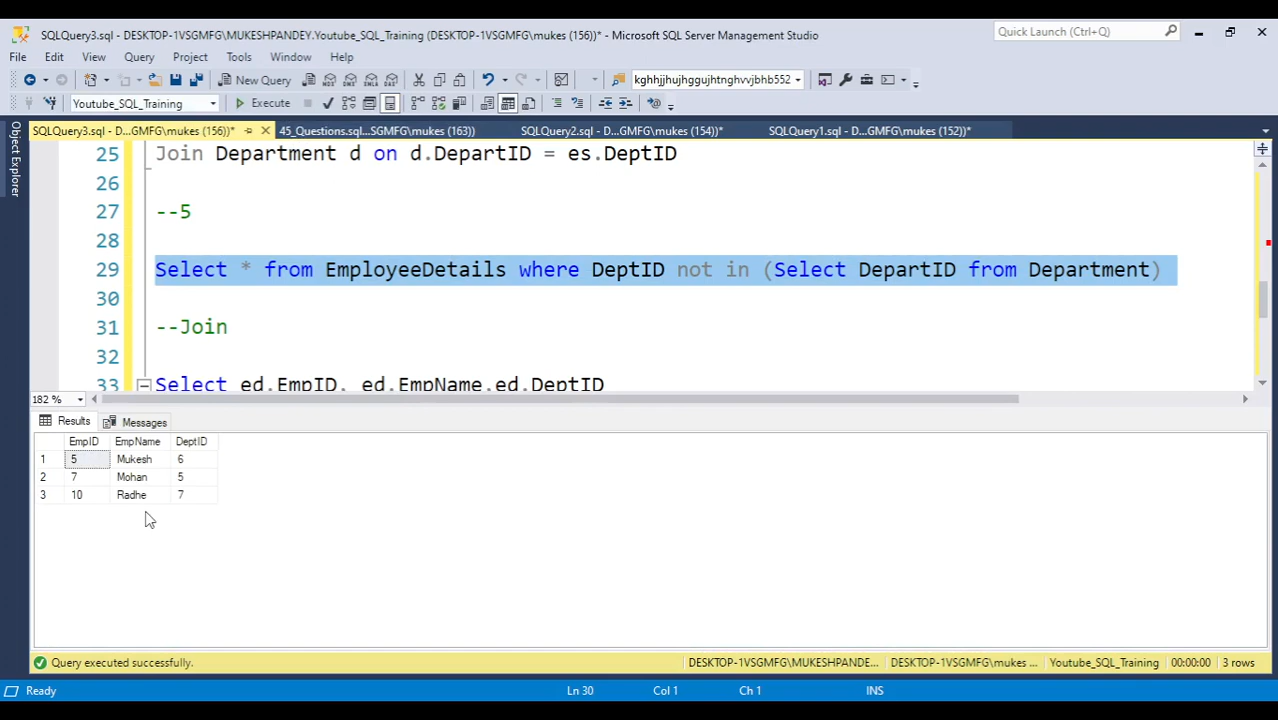 SQLQuery3.sql - DESKTOP-1VSGMFG\MUKESHPANDEY.Youtube_SQL_Training (DESKTOP-1VSGMFG\mukes (156))* - Microsoft SQL Server Management Studio
Quick Launch (Ctrl+Q)
File Edit View Query Project Tools Window Help
New Query MDX DMX XMLA DAX kghhjjhujhggujhtnghvvjbhb552
Youtube_SQL_Training Execute
SQLQuery3.sql - D...GMFG\mukes (156))* 45_Questions.sql...SGMFG\mukes (163)) SQLQuery2.sql - D...GMFG\mukes (154))* SQLQuery1.sql - D...GMFG\mukes (152))*
Object Explorer
25 Join Department d on d.DepartID = es.DeptID
26
27 --5
28
29 Select * from EmployeeDetails where DeptID not in (Select DepartID from Department)
30
31 --Join
32
33 Select ed.EmpID, ed.EmpName,ed.DeptID
182 %
Results Messages
EmpID EmpName DeptID
1 5 Mukesh 6
2 7 Mohan 5
3 10 Radhe 7
Query executed successfully. DESKTOP-1VSGMFG\MUKESHPANDE... DESKTOP-1VSGMFG\mukes ... Youtube_SQL_Training 00:00:00 3 rows
Ready Ln 30 Col 1 Ch 1 INS